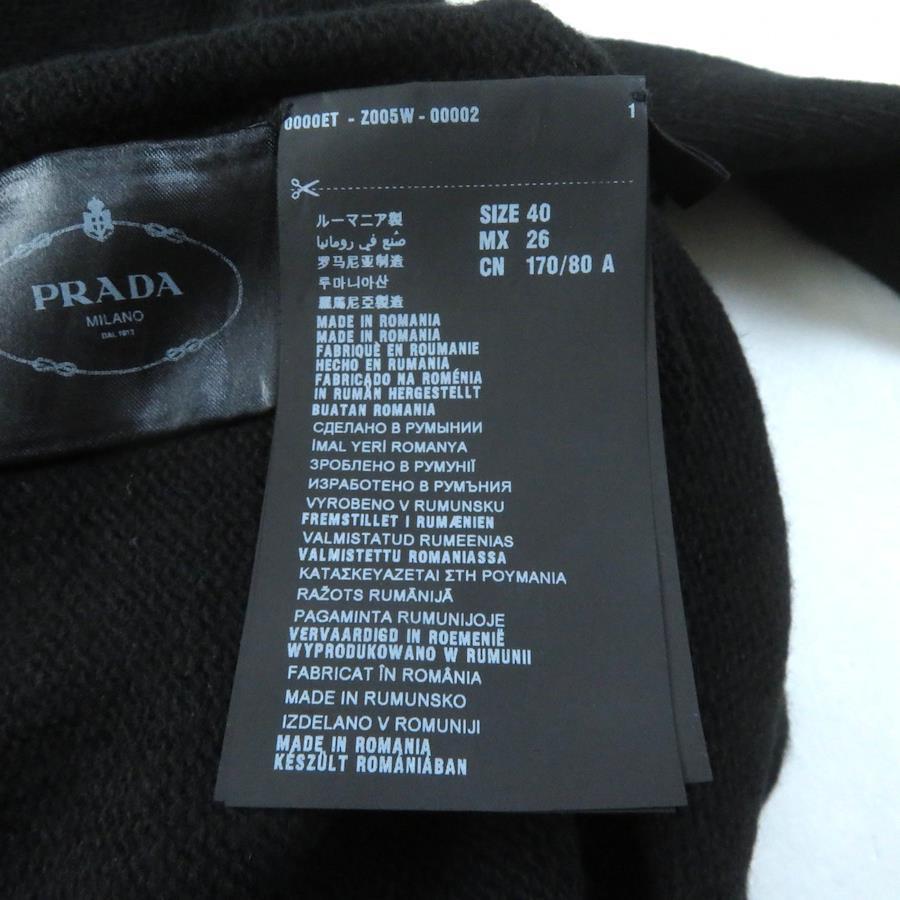 PRADA
MILANO
DAL 1913
0000ET - Z005W - 00002 1
SIZE 40
MX 26
CN 170/80 A
ルーマニア製
صُنع في رومانيا
罗马尼亚制造
루마니아산
羅馬尼亞製造
MADE IN ROMANIA
MADE IN ROMANIA
FABRIQUÈ EN ROUMANIE
HECHO EN RUMANIA
FABRICADO NA ROMÉNIA
IN RUMÄN HERGESTELLT
BUATAN ROMANIA
СДЕЛАНО В РУМЫНИИ
İMAL YERİ ROMANYA
ЗРОБЛЕНО В РУМУНІЇ
ИЗРАБОТЕНО В РУМЪНИЯ
VYROBENO V RUMUNSKU
FREMSTILLET I RUMÆNIEN
VALMISTATUD RUMEENIAS
VALMISTETTU ROMANIASSA
ΚΑΤΑΣΚΕΥΑΖΕΤΑΙ ΣΤΗ ΡΟΥΜΑΝΙΑ
RAŽOTS RUMĀNIJĀ
PAGAMINTA RUMUNIJOJE
VERVAARDIGD IN ROEMENIË
WYPRODUKOWANO W RUMUNII
FABRICAT ÎN ROMÂNIA
MADE IN RUMUNSKO
IZDELANO V ROMUNIJI
MADE IN ROMANIA
KÉSZÜLT ROMÁNIÁBAN